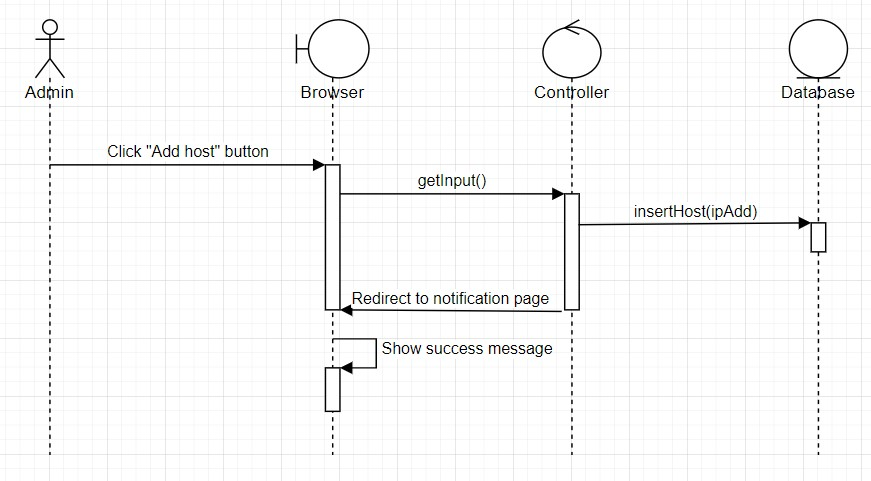 Admin
Browser
Controller
Database
Click "Add host" button
getInput()
insertHost(ipAdd)
Redirect to notification page
Show success message